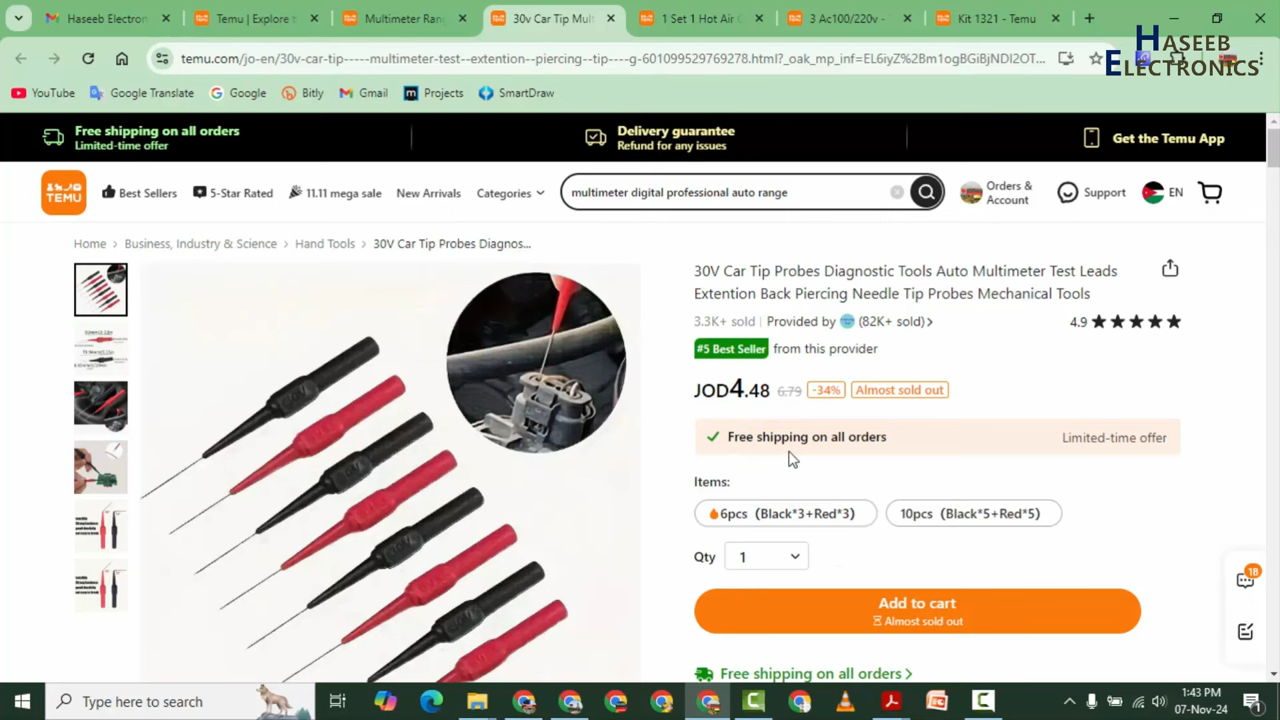 Haseeb Electron
Temu | Explore t
Multimeter Ran
30v Car Tip Mul
1 Set 1 Hot Air
3 Ac100/220v -
Kit 1321 - Temu
HASEEB
ELECTRONICS
temu.com/jo-en/30v-car-tip-----multimeter-test--extention--piercing--tip----g-601099529769278.html?_oak_mp_inf=EL6iyZ%2Bm1ogBGiBjNDI2OT...
YouTube
Google Translate
Google
Bitly
Gmail
Projects
SmartDraw
Free shipping on all orders
Limited-time offer
Delivery guarantee
Refund for any issues
Get the Temu App
TEMU
Best Sellers
5-Star Rated
11.11 mega sale
New Arrivals
Categories
multimeter digital professional auto range
Orders &
Account
Support
EN
Home > Business, Industry & Science > Hand Tools > 30V Car Tip Probes Diagnos...
30V Car Tip Probes Diagnostic Tools Auto Multimeter Test Leads
Extention Back Piercing Needle Tip Probes Mechanical Tools
3.3K+ sold | Provided by (82K+ sold)>
4.9 ★★★★★
#5 Best Seller from this provider
JOD4.48 6.79 -34% Almost sold out
Free shipping on all orders
Limited-time offer
Items:
6pcs (Black*3+Red*3)
10pcs (Black*5+Red*5)
Qty 1
18
Add to cart
Almost sold out
Free shipping on all orders >
Type here to search
1:43 PM
07-Nov-24
1